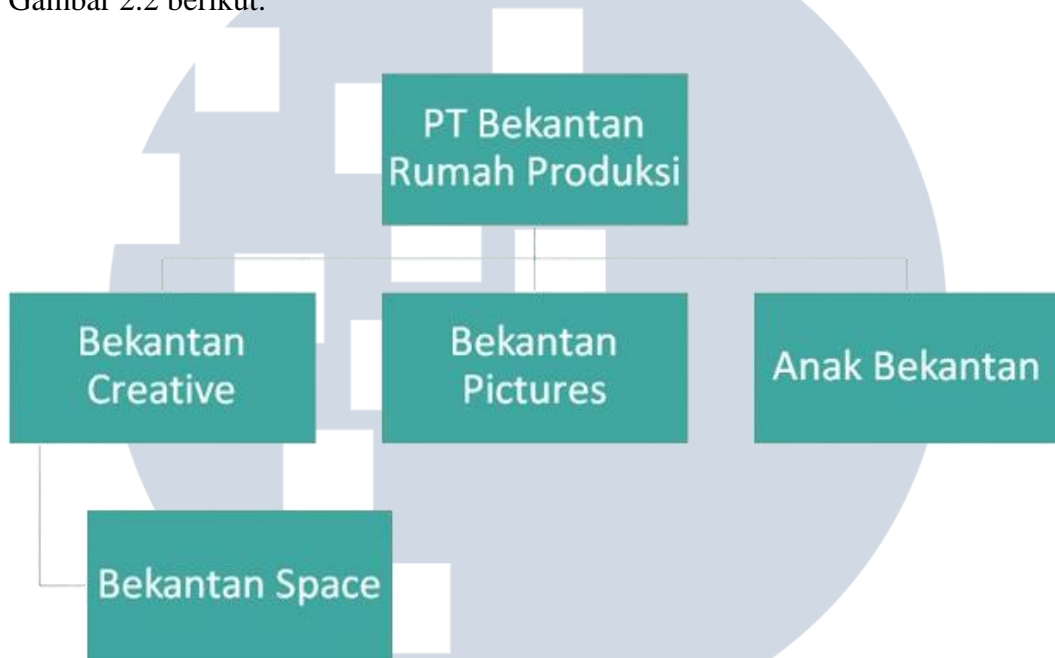 Gambar 2.2 berikut.
PT Bekantan
Rumah Produksi
Bekantan
Creative
Bekantan
Pictures
Anak Bekantan
Bekantan Space